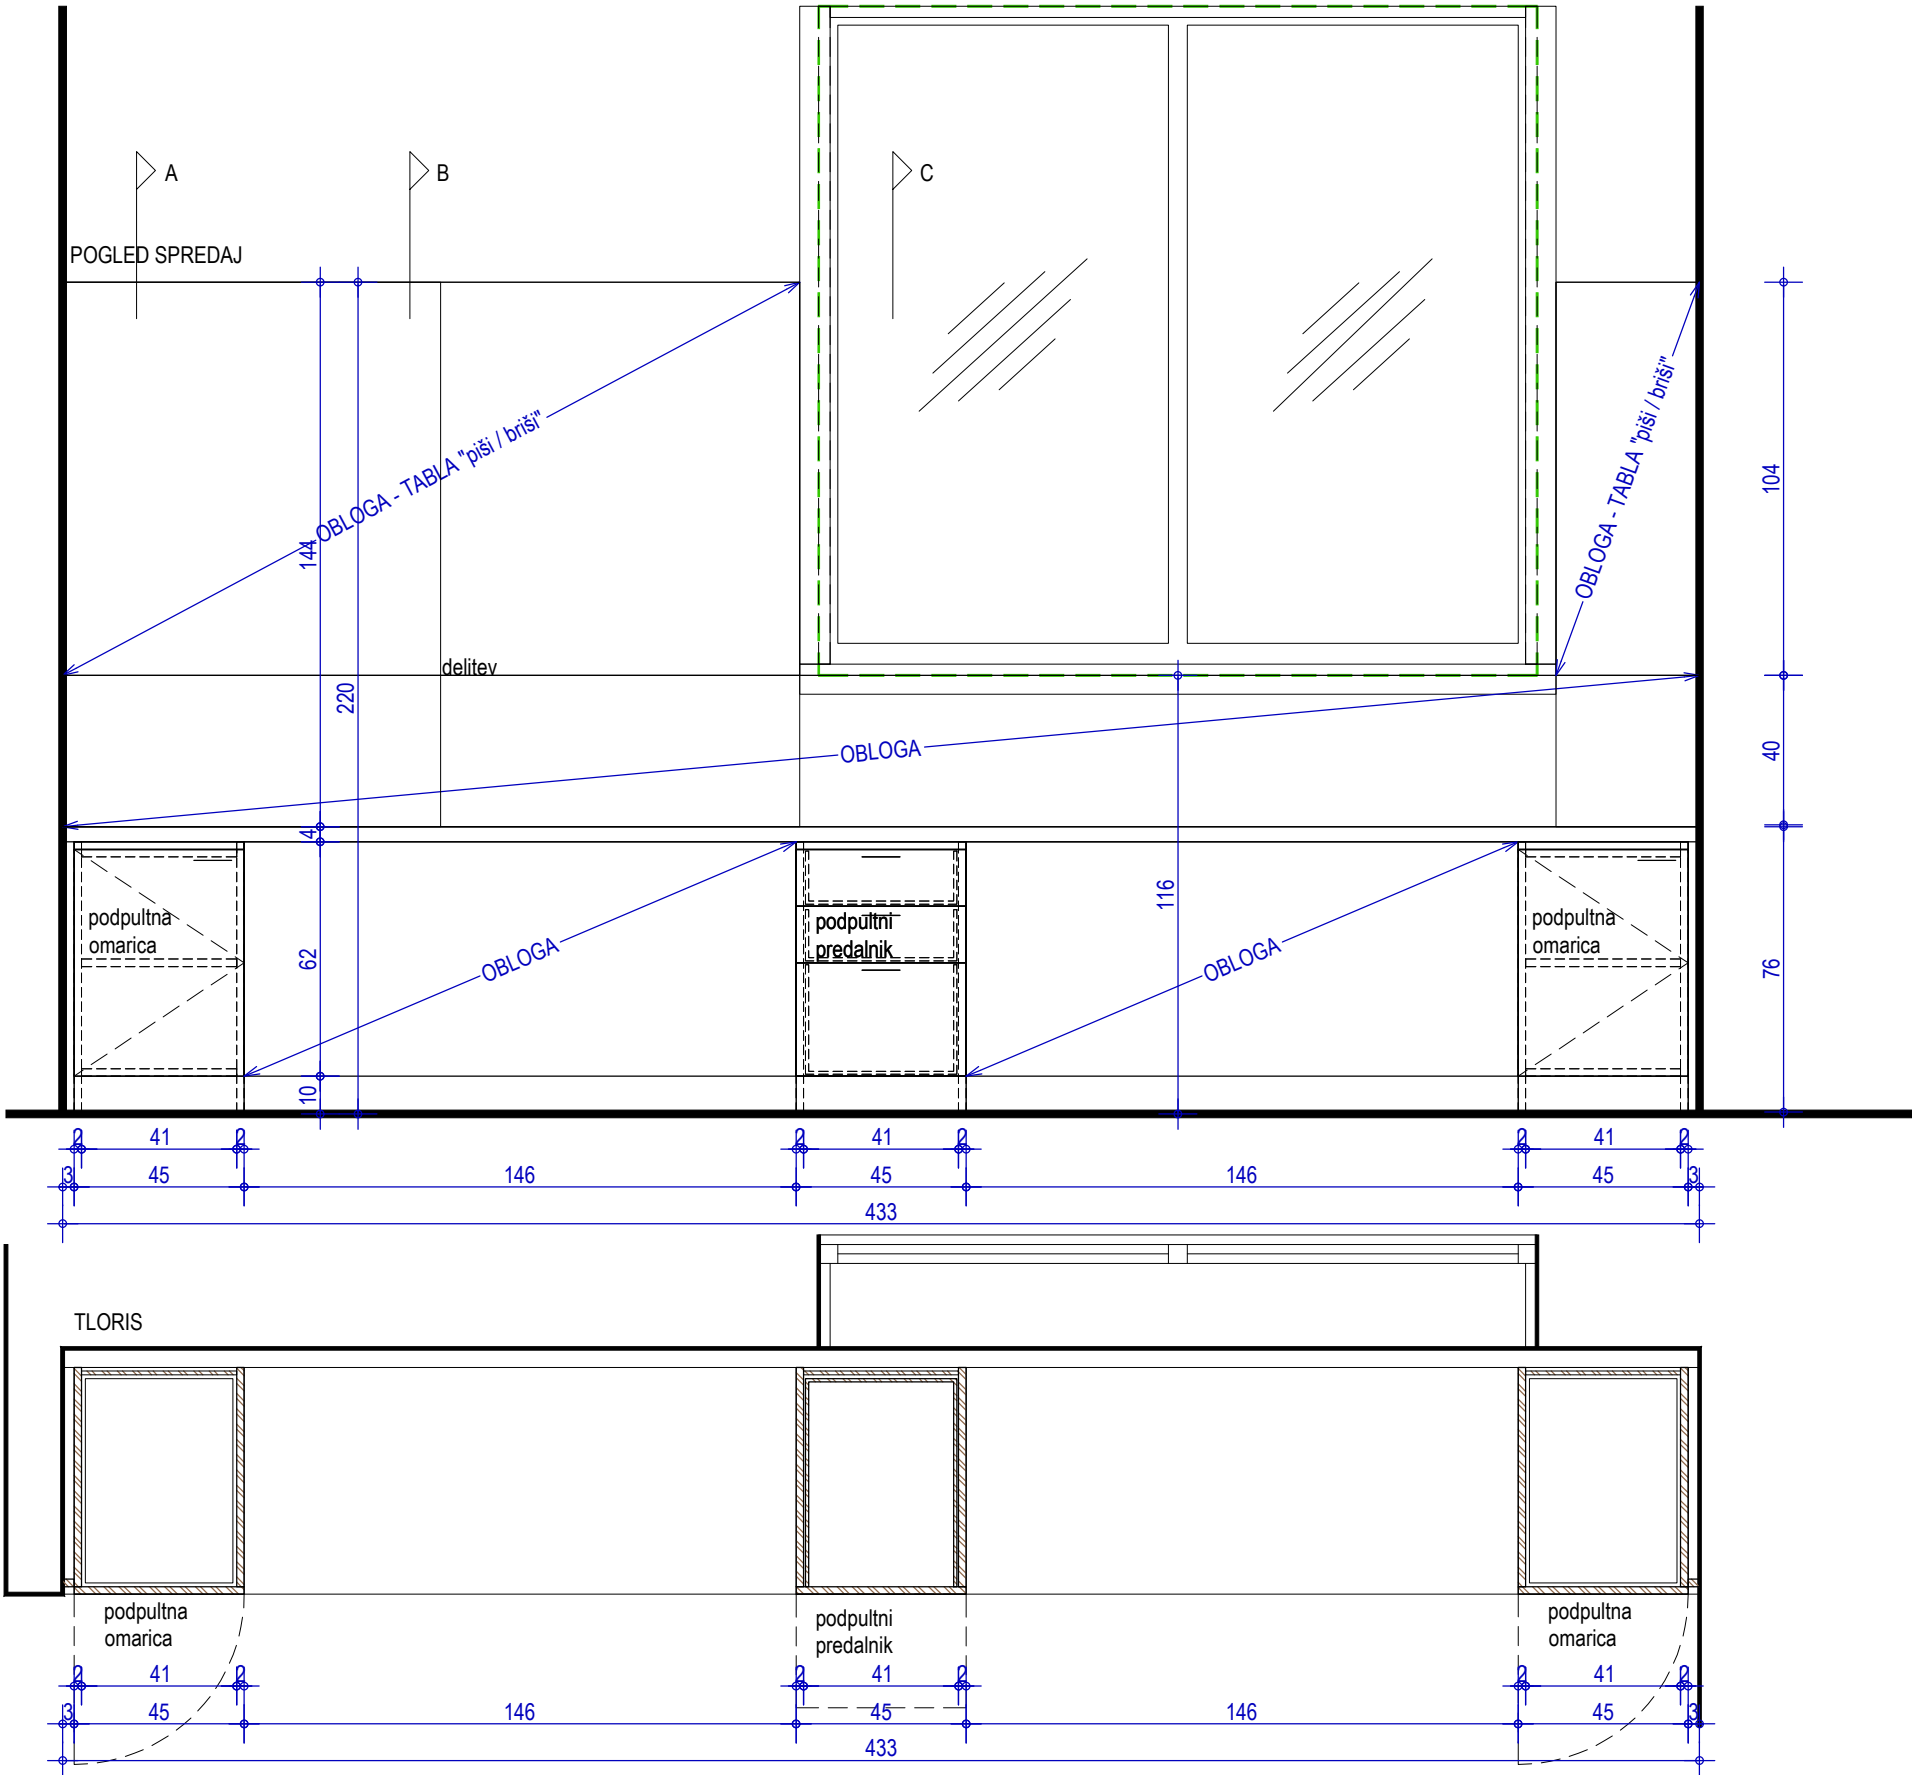 A
B
C
POGLED SPREDAJ
OBLOGA - TABLA "piši / briši"
OBLOGA - TABLA "piši / briši"
144
220
104
delitev
OBLOGA
40
4
116
podpultna
omarica
podpultni
predalnik
podpultna
omarica
62
OBLOGA
OBLOGA
76
10
2 41 2 2 41 2 2 41 2
3 45 146 45 146 45 3
433
TLORIS
podpultna
omarica
podpultni
predalnik
podpultna
omarica
2 41 2 2 41 2 2 41 2
3 45 146 45 146 45 3
433